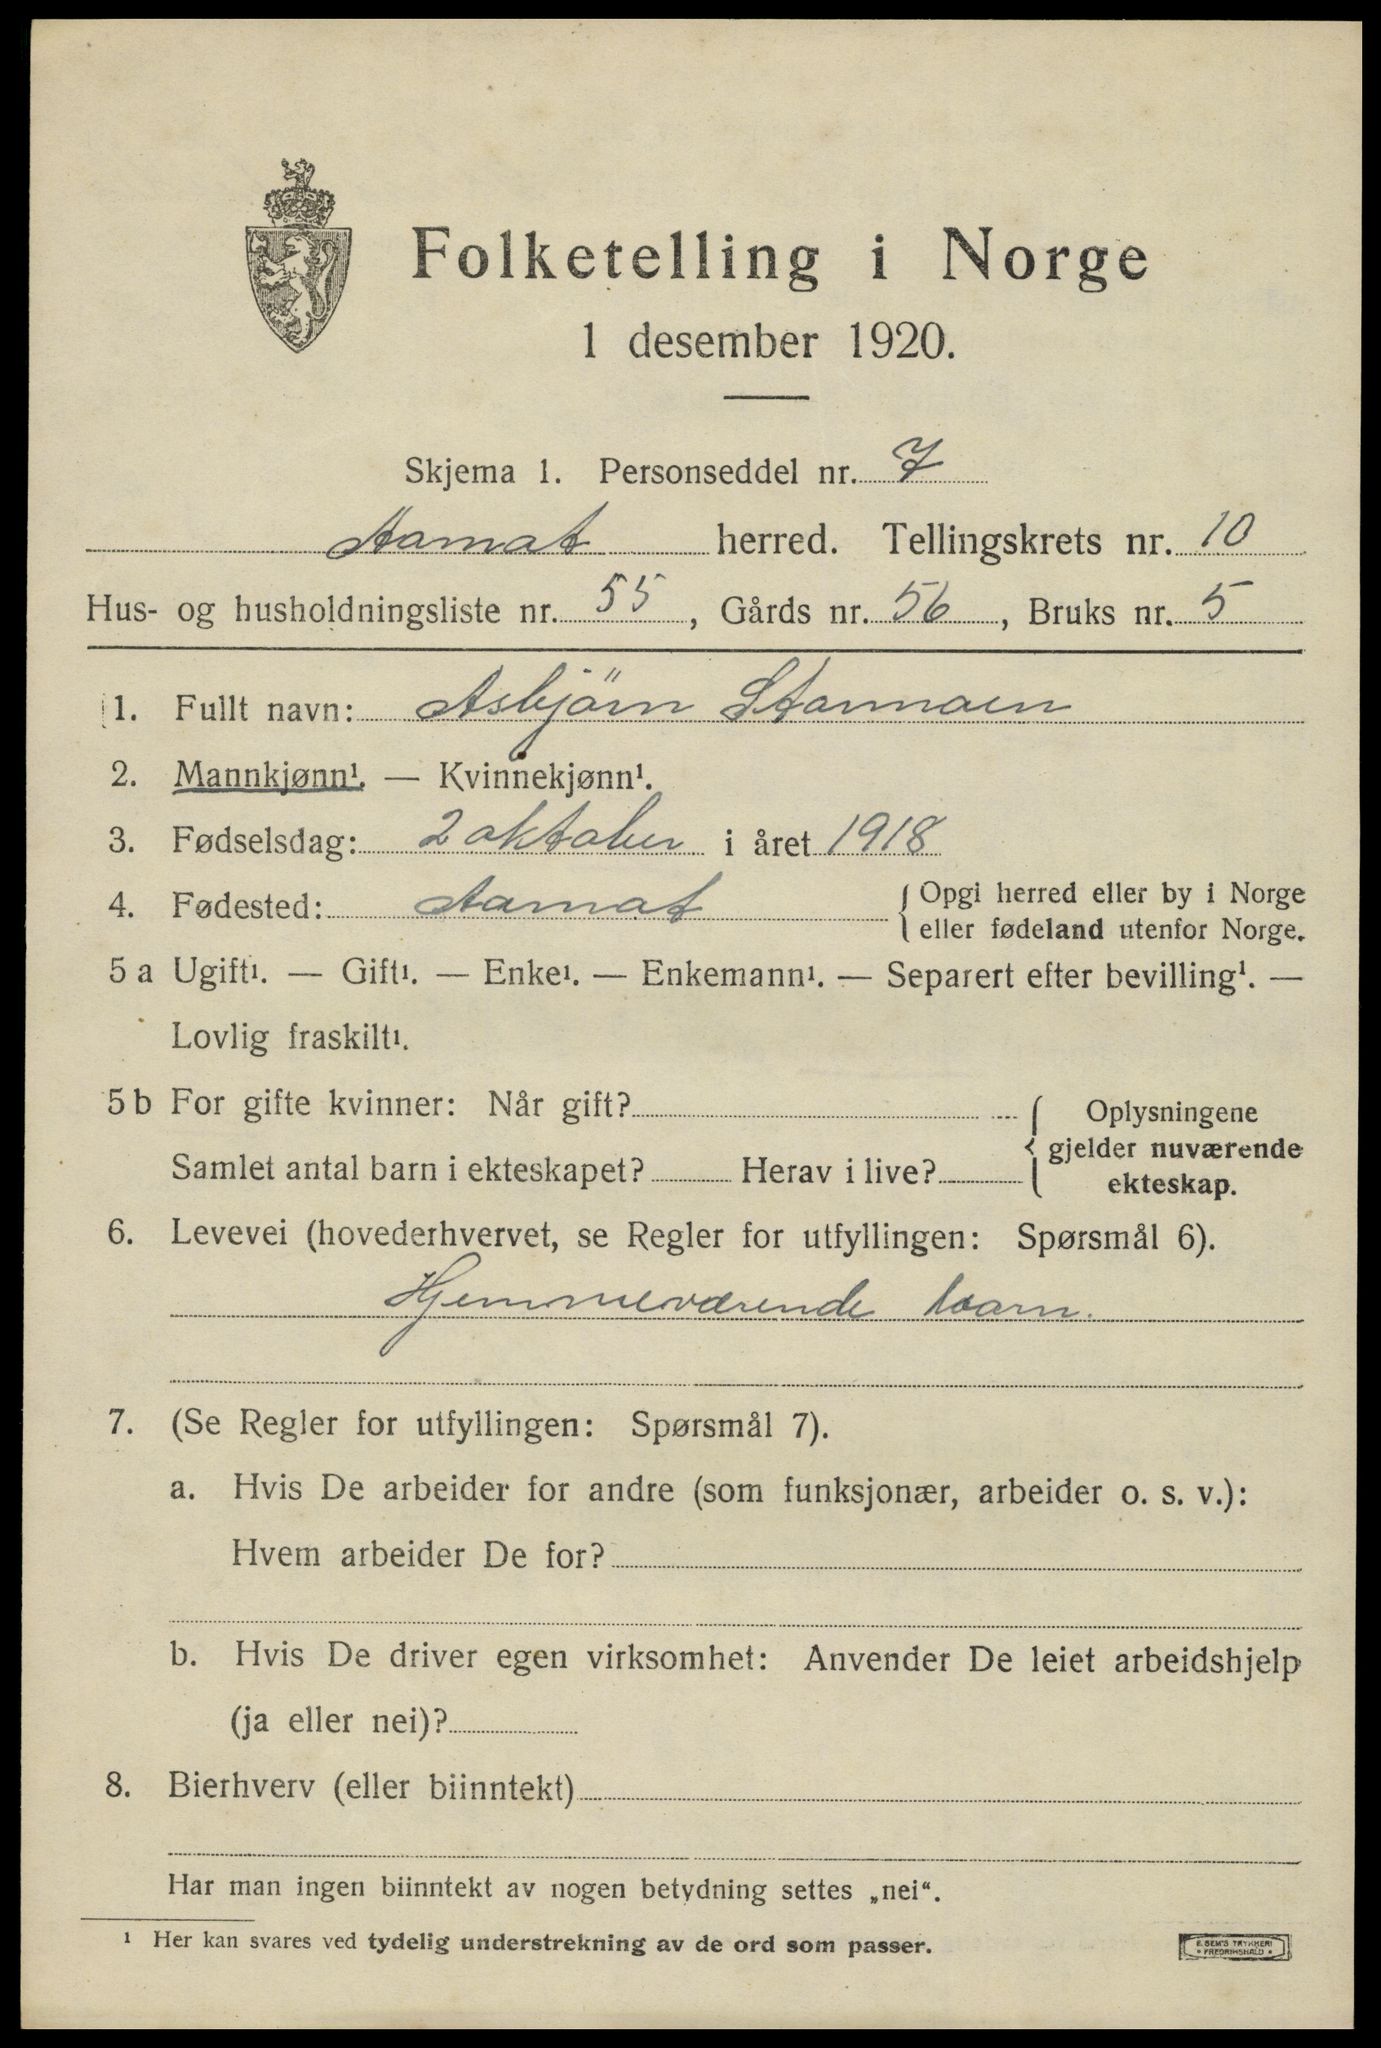 Folketelling i Norge
1 desember 1920.
Skjema 1. Personseddel nr. 7
Aamot herred. Tellingskrets nr. 10
Hus- og husholdningsliste nr. 55, Gårds nr. 56, Bruks nr. 5
1. Fullt navn: Asbjörn
2. Mannkjønn¹. — Kvinnekjønn¹.
3. Fødselsdag: 2 oktober i året 1918
4. Fødested: Aamot {Opgi herred eller by i Norge
eller fødeland utenfor Norge.
5 a Ugift¹. — Gift¹. — Enke¹. — Enkemann¹. — Separert efter bevilling¹. —
Lovlig fraskilt¹.
5 b For gifte kvinner: Når gift?
Samlet antal barn i ekteskapet? Herav i live?
{ Oplysningene
gjelder nuværende
ekteskap.
6. Levevei (hovederhvervet, se Regler for utfyllingen: Spørsmål 6).
Hjemmeværende barn.
7. (Se Regler for utfyllingen: Spørsmål 7).
a. Hvis De arbeider for andre (som funksjonær, arbeider o. s. v.):
Hvem arbeider De for?
b. Hvis De driver egen virksomhet: Anvender De leiet arbeidshjelp
(ja eller nei)?
8. Bierhverv (eller biinntekt)
Har man ingen biinntekt av nogen betydning settes „nei“.
¹ Her kan svares ved tydelig understrekning av de ord som passer.
E. SEM'S TRYKKERI
• FREDRIKSHALD •